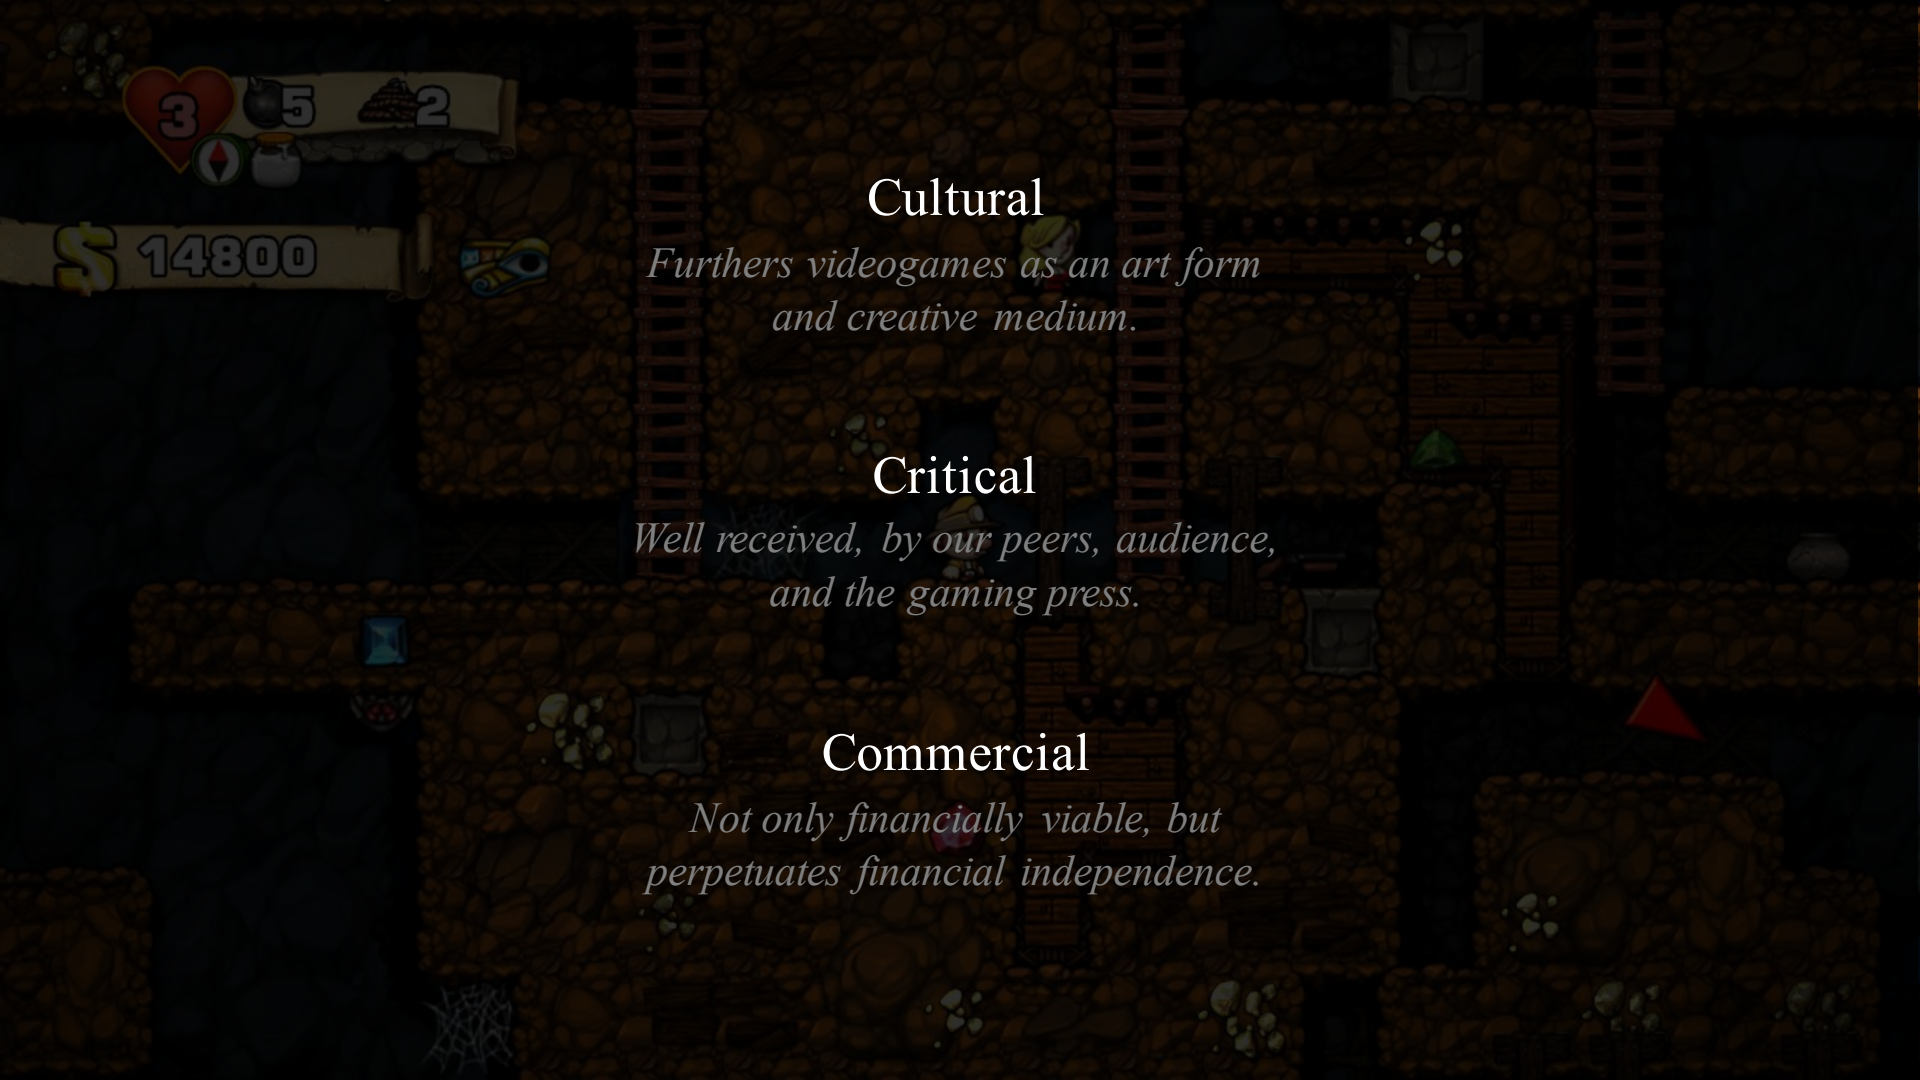 3 5 2
14800
Cultural
Furthers videogames as an art form
and creative medium.
Critical
Well received, by our peers, audience,
and the gaming press.
Commercial
Not only financially viable, but
perpetuates financial independence.